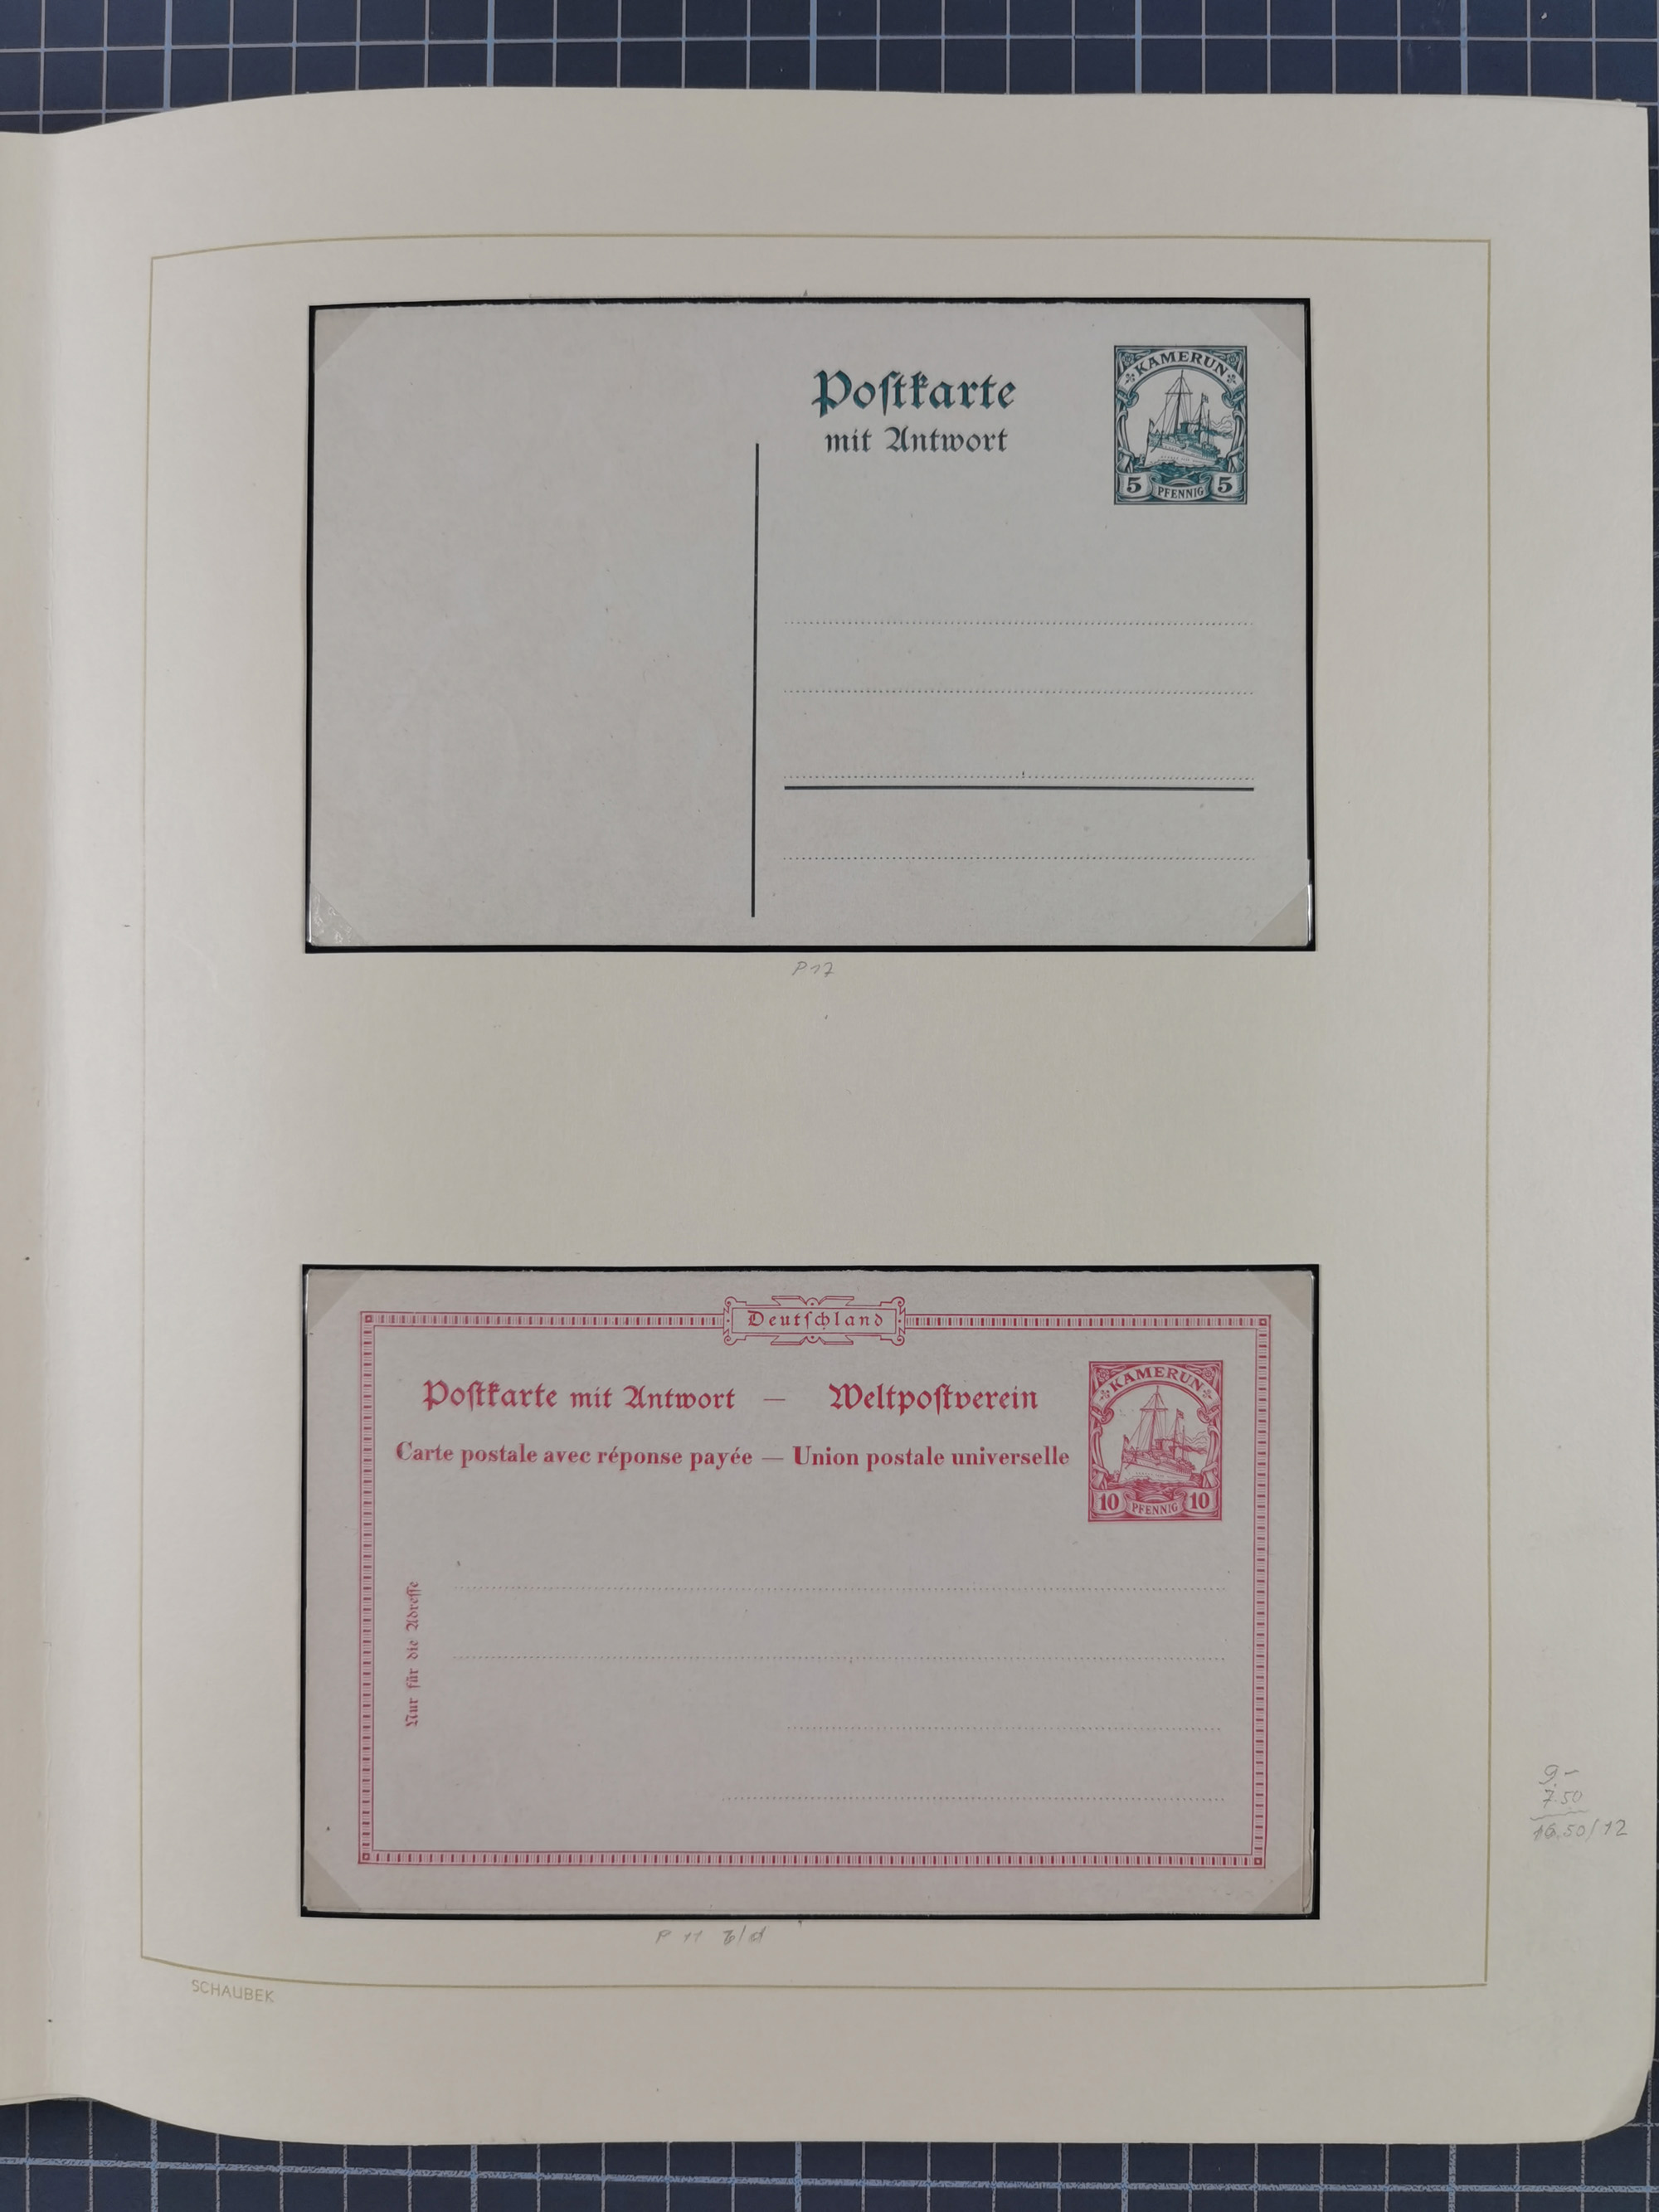 Postkarte
mit Antwort
KAMERUN
5 PFENNIG 5
P 17
Deutschland
Postkarte mit Antwort — Weltpostverein
Carte postale avec réponse payée — Union postale universelle
KAMERUN
10 PFENNIG 10
Nur für die Adresse
9.-
7.50
16.50/12
P 11
SCHAUBEK